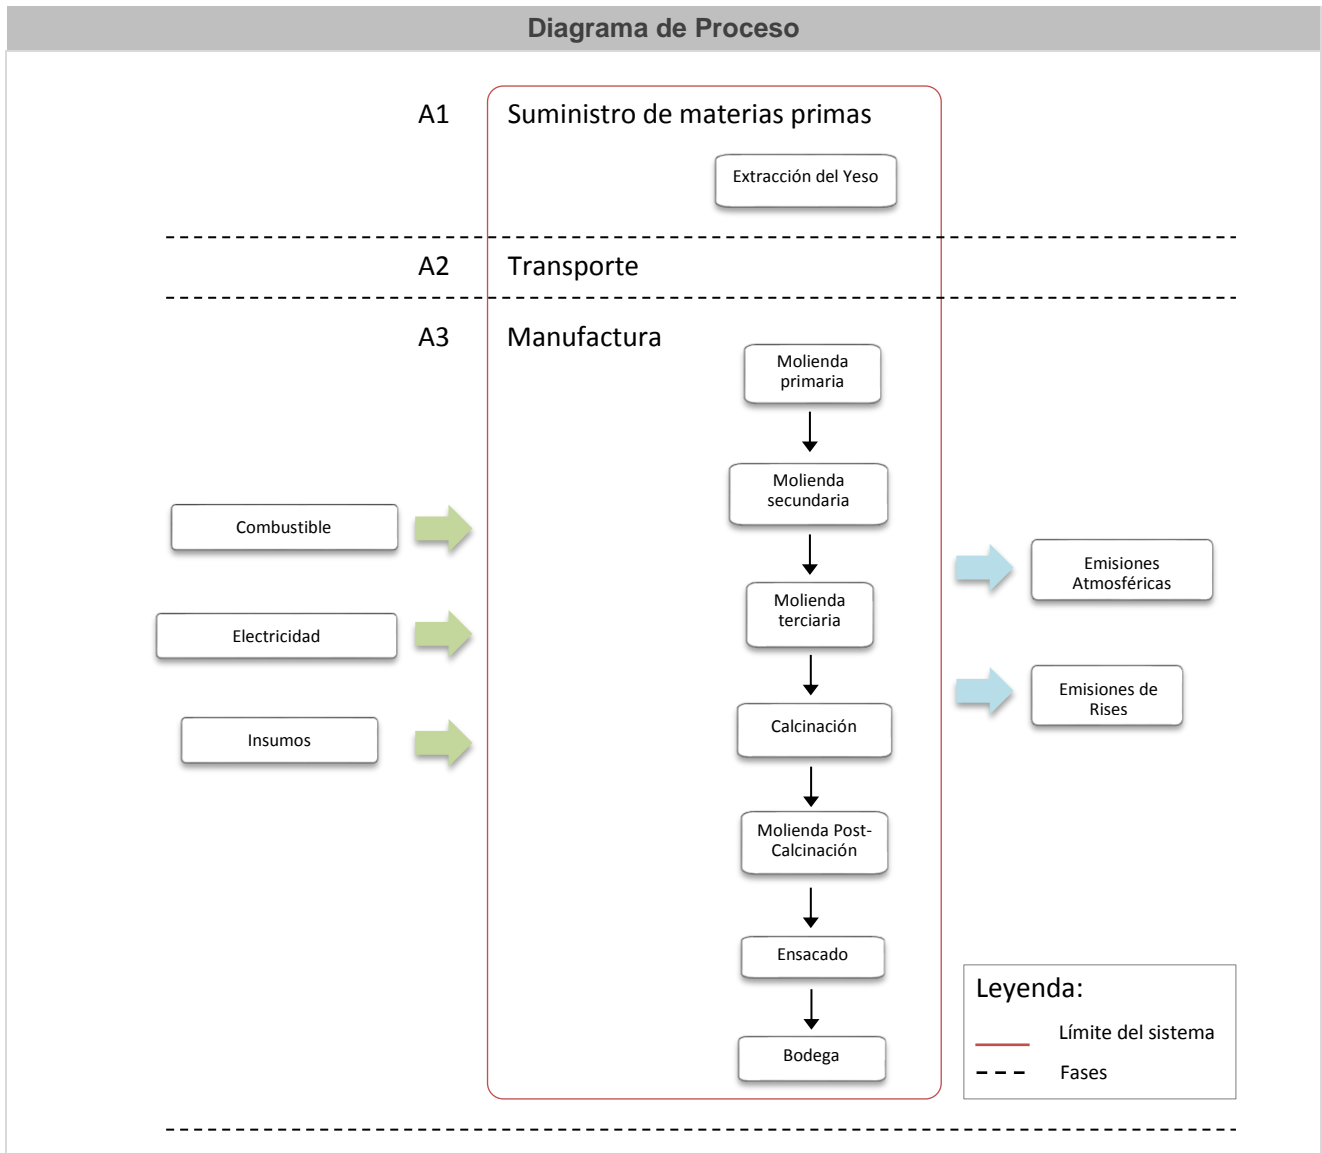 Diagrama de Proceso
A1
Suministro de materias primas
Extracción del Yeso
A2
Transporte
A3
Manufactura
Molienda
primaria
Molienda
secundaria
Combustible
Emisiones
Atmosféricas
Molienda
terciaria
Electricidad
Emisiones de
Rises
Insumos
Calcinación
Molienda Post-
Calcinación
Ensacado
Bodega
Leyenda:
Límite del sistema
Fases